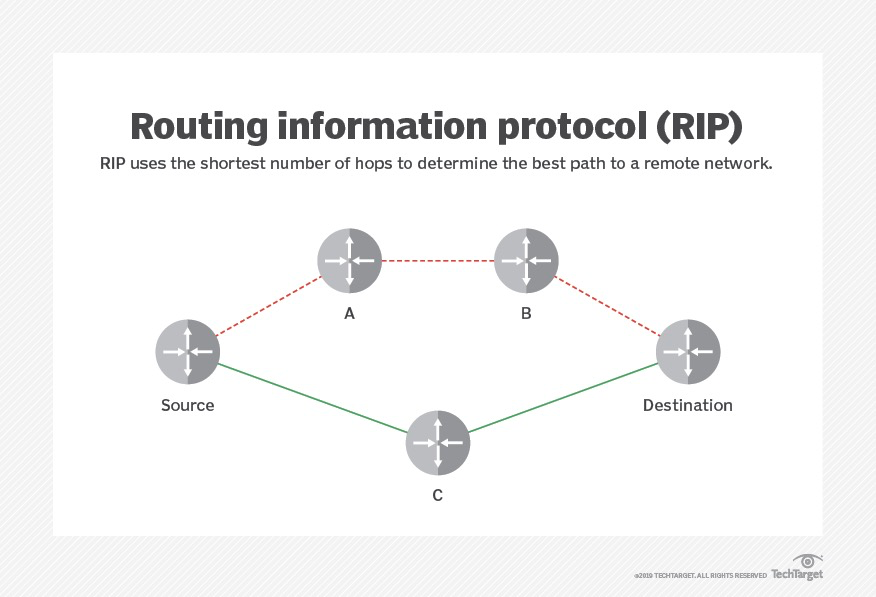 Routing information protocol (RIP)
RIP uses the shortest number of hops to determine the best path to a remote network.
A
B
Source
Destination
C
©2019 TECHTARGET. ALL RIGHTS RESERVED TechTarget